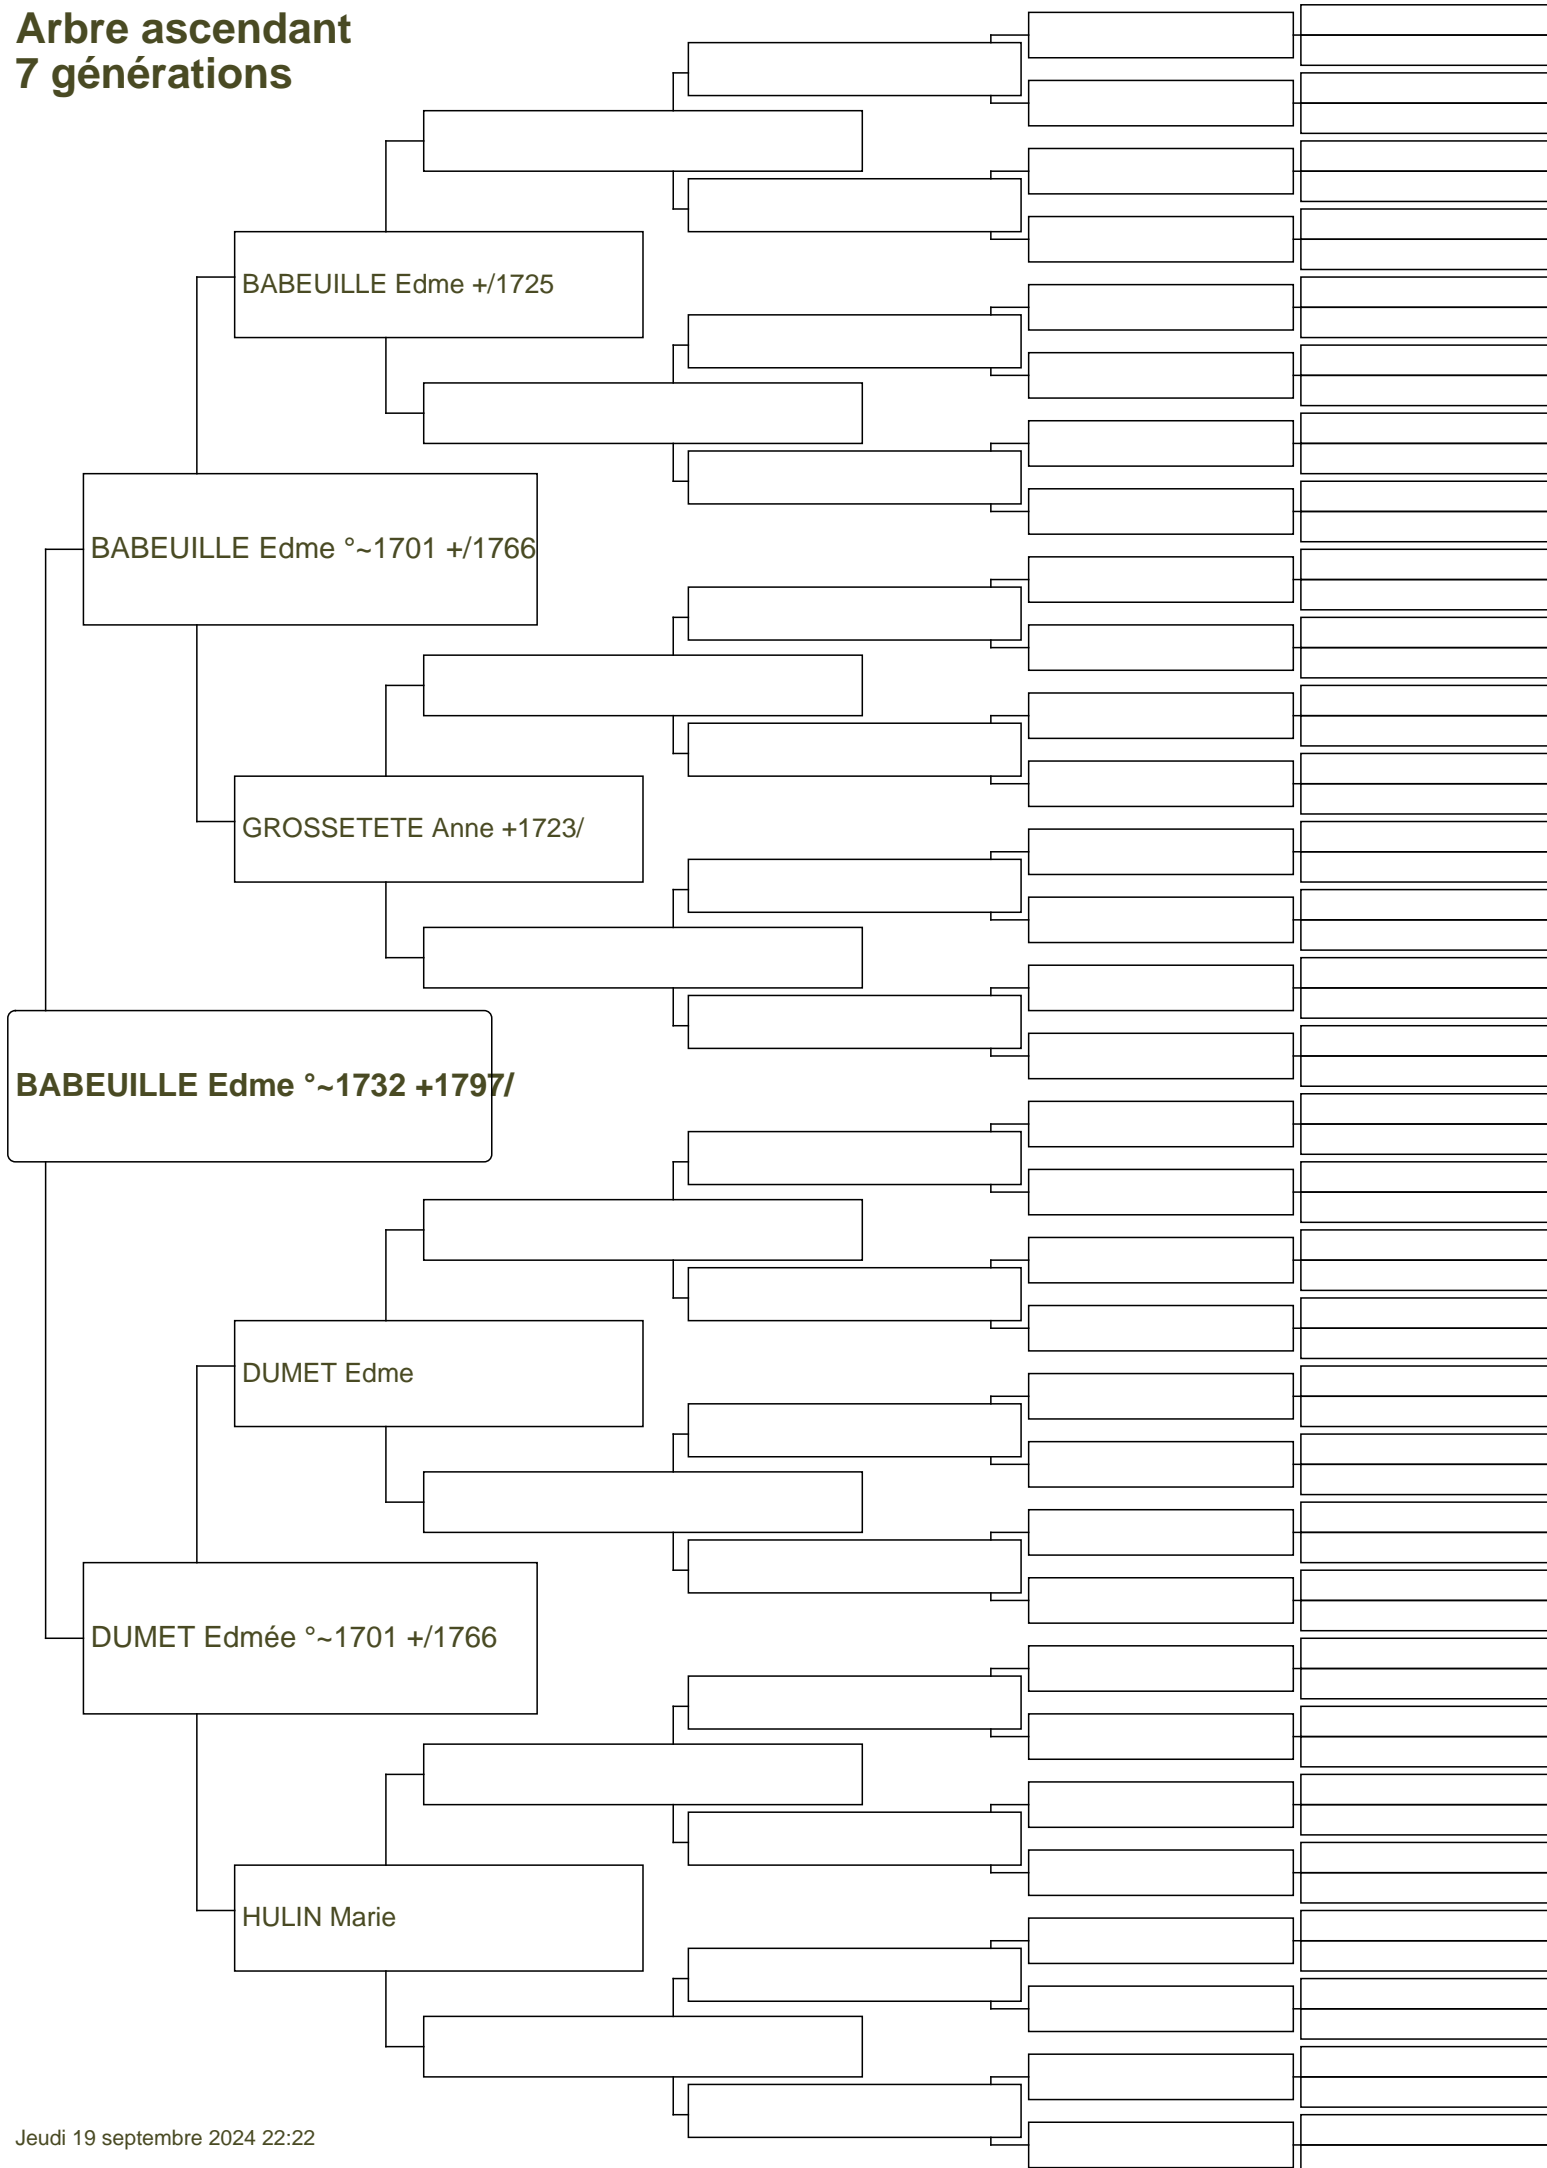 Arbre ascendant
7 générations
BABEUILLE Edme +/1725
BABEUILLE Edme °~1701 +/1766
GROSSETETE Anne +1723/
BABEUILLE Edme °~1732 +1797/
DUMET Edme
DUMET Edmée °~1701 +/1766
HULIN Marie
Jeudi 19 septembre 2024 22:22